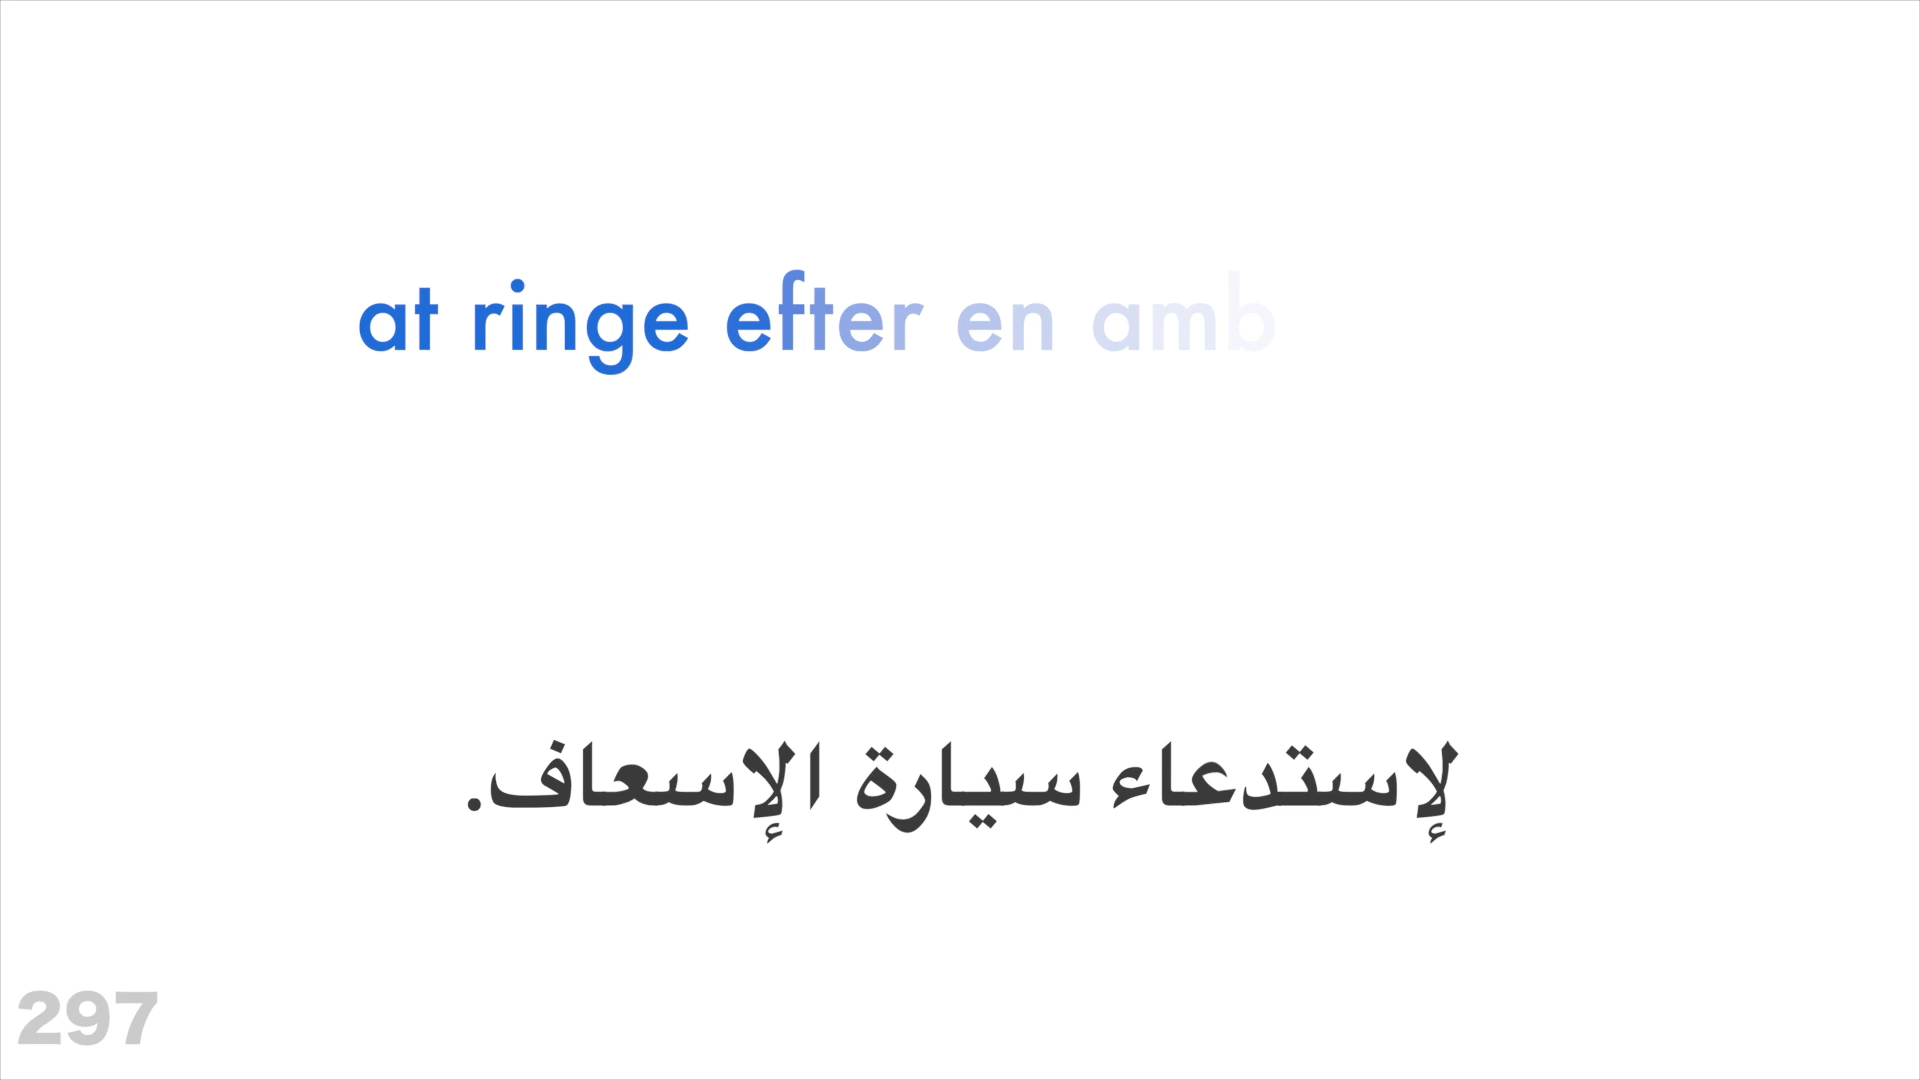 at ringe efter en amb
لإستدعاء سيارة الإسعاف.
297